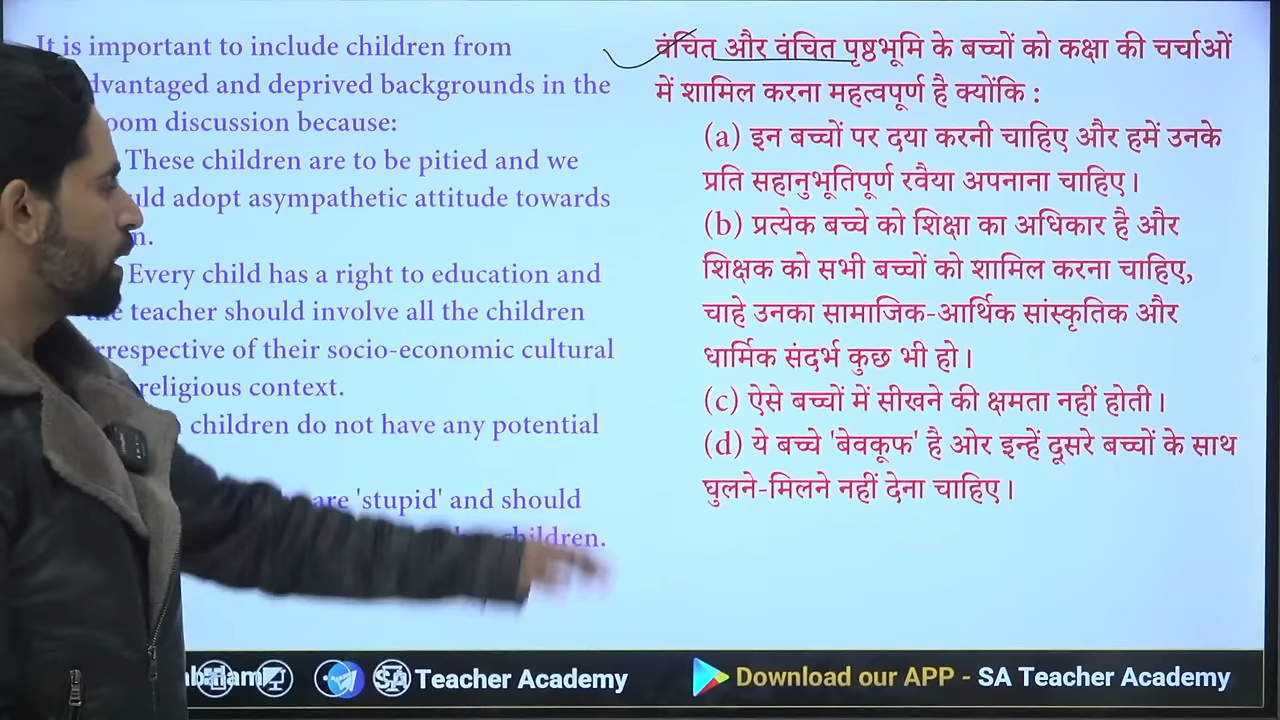 It is important to include children from
dvantaged and deprived backgrounds in the
oom discussion because:
These children are to be pitied and we
uld adopt asympathetic attitude towards
n.
Every child has a right to education and
teacher should involve all the children
rrespective of their socio-economic cultural
religious context.
children do not have any potential
are 'stupid' and should
children.
वंचित और वंचित पृष्ठभूमि के बच्चों को कक्षा की चर्चाओं
में शामिल करना महत्वपूर्ण है क्योंकि :
(a) इन बच्चों पर दया करनी चाहिए और हमें उनके
प्रति सहानुभूतिपूर्ण रवैया अपनाना चाहिए।
(b) प्रत्येक बच्चे को शिक्षा का अधिकार है और
शिक्षक को सभी बच्चों को शामिल करना चाहिए,
चाहे उनका सामाजिक-आर्थिक सांस्कृतिक और
धार्मिक संदर्भ कुछ भी हो।
(c) ऐसे बच्चों में सीखने की क्षमता नहीं होती।
(d) ये बच्चे 'बेवकूफ' है ओर इन्हें दूसरे बच्चों के साथ
घुलने-मिलने नहीं देना चाहिए।
SA Teacher Academy
Download our APP - SA Teacher Academy